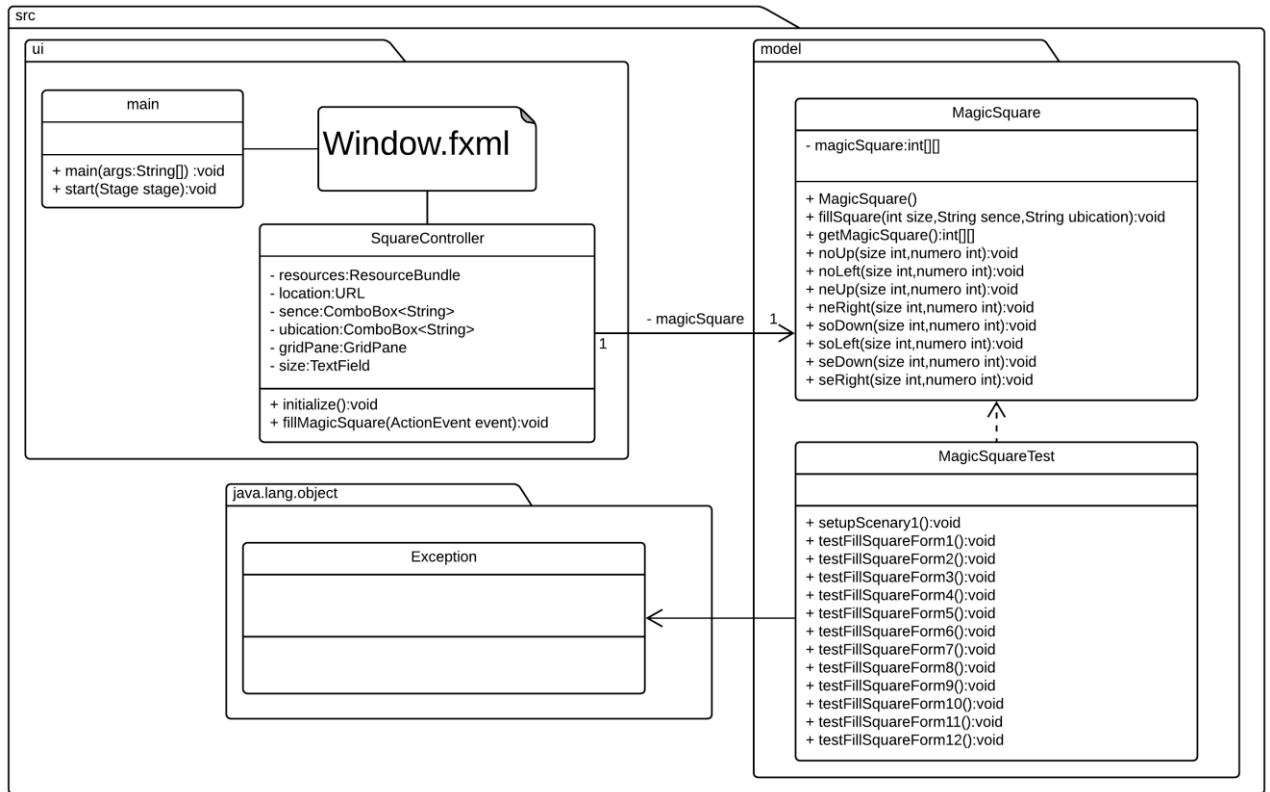 src
ui
main
+ main(args:String[]) :void
+ start(Stage stage):void
Window.fxml
SquareController
- resources:ResourceBundle
- location:URL
- sence:ComboBox<String>
- ubication:ComboBox<String>
- gridPane:GridPane
- size:TextField
+ initialize():void
+ fillMagicSquare(ActionEvent event):void
1
- magicSquare
1
model
MagicSquare
- magicSquare:int[][]
+ MagicSquare()
+ fillSquare(int size,String sence,String ubication):void
+ getMagicSquare():int[][]
+ noUp(size int,numero int):void
+ noLeft(size int,numero int):void
+ neUp(size int,numero int):void
+ neRight(size int,numero int):void
+ soDown(size int,numero int):void
+ soLeft(size int,numero int):void
+ seDown(size int,numero int):void
+ seRight(size int,numero int):void
MagicSquareTest
+ setupScenary1():void
+ testFillSquareForm1():void
+ testFillSquareForm2():void
+ testFillSquareForm3():void
+ testFillSquareForm4():void
+ testFillSquareForm5():void
+ testFillSquareForm6():void
+ testFillSquareForm7():void
+ testFillSquareForm8():void
+ testFillSquareForm9():void
+ testFillSquareForm10():void
+ testFillSquareForm11():void
+ testFillSquareForm12():void
java.lang.object
Exception